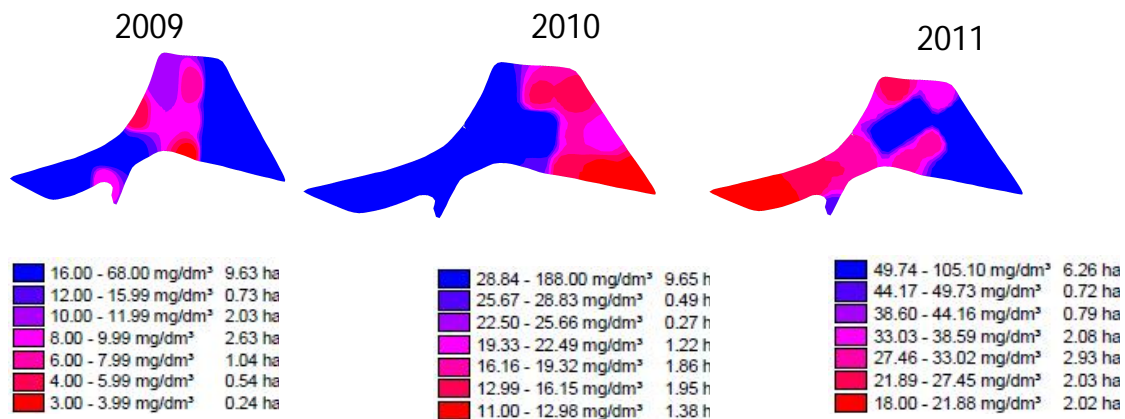 2009
2010
2011
16.00 - 68.00 mg/dm³ 9.63 ha
12.00 - 15.99 mg/dm³ 0.73 ha
10.00 - 11.99 mg/dm³ 2.03 ha
8.00 - 9.99 mg/dm³ 2.63 ha
6.00 - 7.99 mg/dm³ 1.04 ha
4.00 - 5.99 mg/dm³ 0.54 ha
3.00 - 3.99 mg/dm³ 0.24 ha
28.84 - 188.00 mg/dm³ 9.65 h
25.67 - 28.83 mg/dm³ 0.49 h
22.50 - 25.66 mg/dm³ 0.27 h
19.33 - 22.49 mg/dm³ 1.22 h
16.16 - 19.32 mg/dm³ 1.86 h
12.99 - 16.15 mg/dm³ 1.95 h
11.00 - 12.98 mg/dm³ 1.38 h
49.74 - 105.10 mg/dm³ 6.26 ha
44.17 - 49.73 mg/dm³ 0.72 ha
38.60 - 44.16 mg/dm³ 0.79 ha
33.03 - 38.59 mg/dm³ 2.08 ha
27.46 - 33.02 mg/dm³ 2.93 ha
21.89 - 27.45 mg/dm³ 2.03 ha
18.00 - 21.88 mg/dm³ 2.02 ha